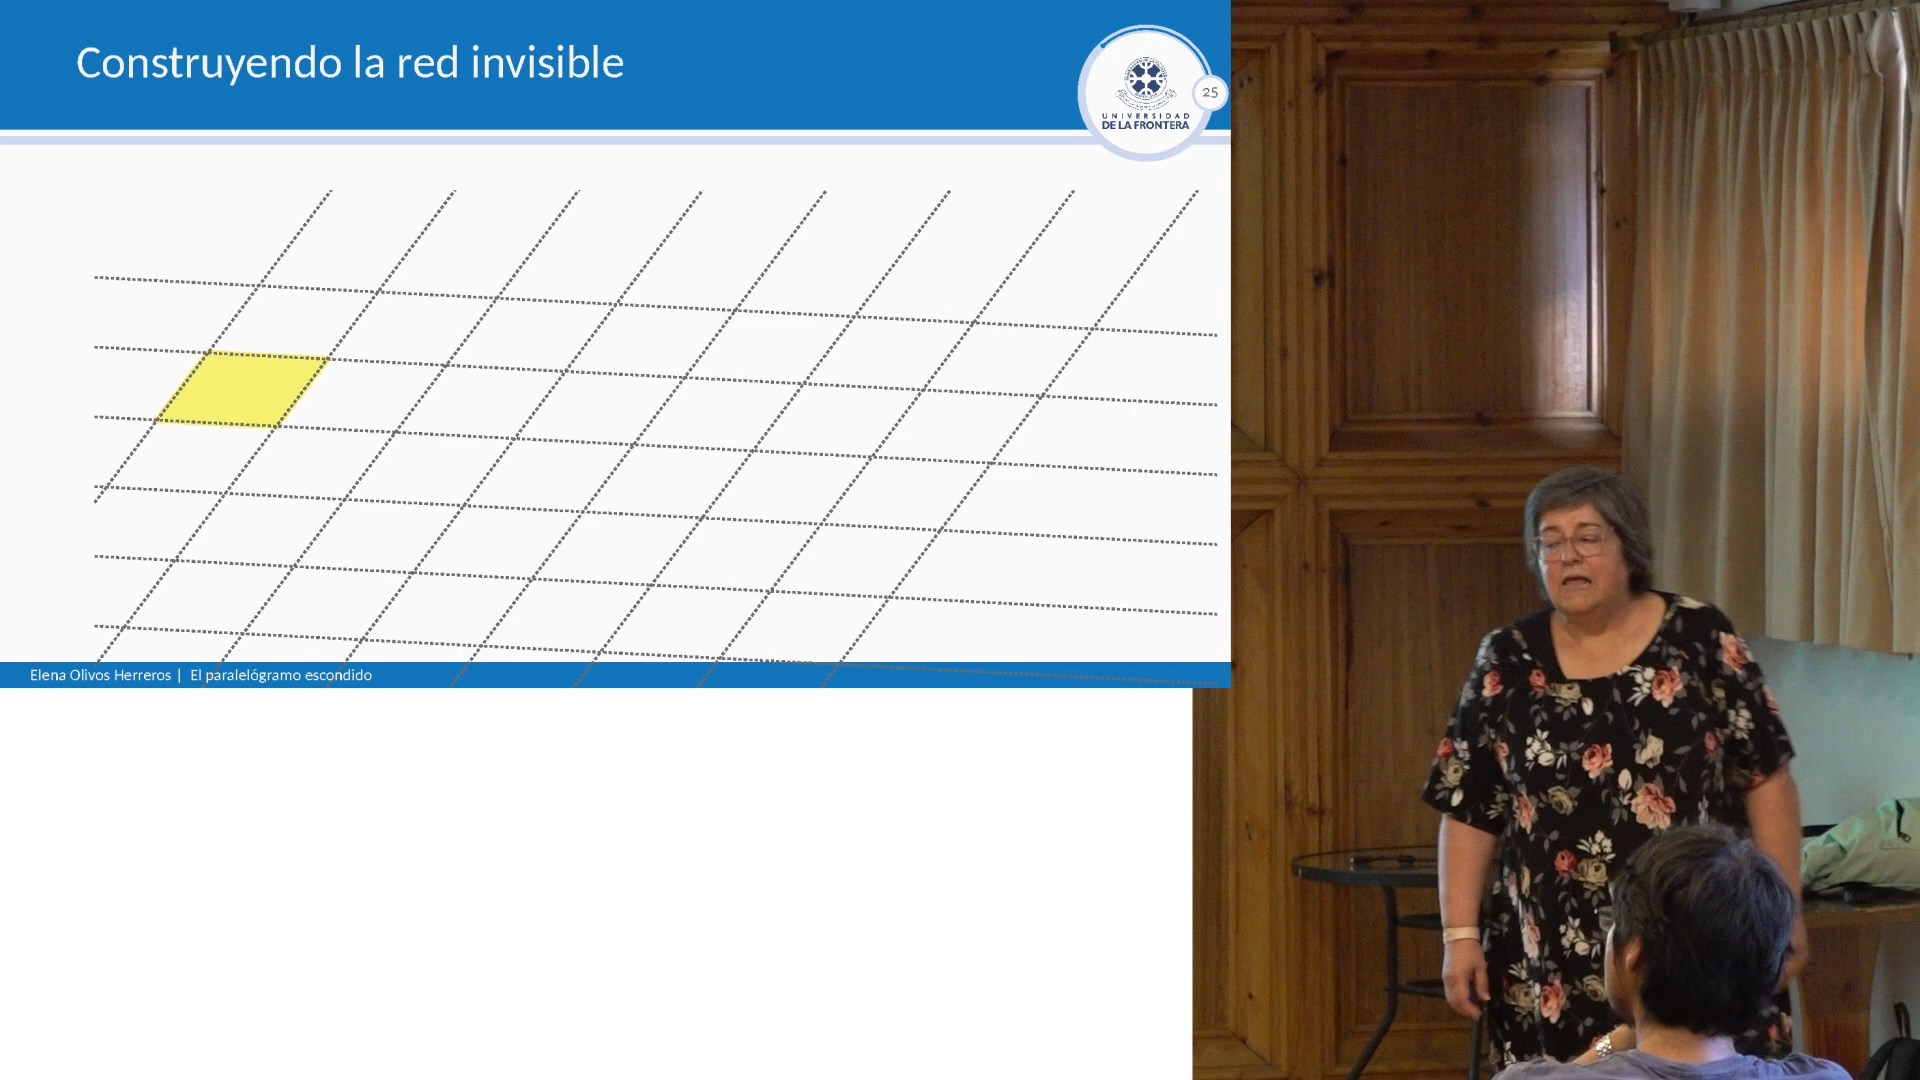 Construyendo la red invisible
25
UNIVERSIDAD
DE LA FRONTERA
Elena Olivos Herreros | El paralelógramo escondido